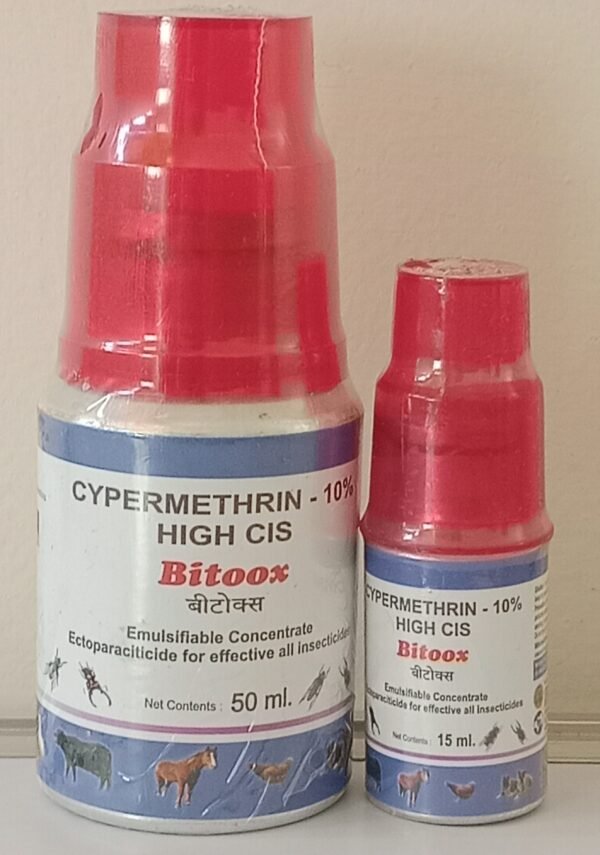 CYPERMETHRIN - 10%
HIGH CIS
Bitoox
बीटोक्स
Emulsifiable Concentrate
Ectoparaciticide for effective all insecticides
Net Contents : 50 ml.
CYPERMETHRIN - 10%
HIGH CIS
Bitoox
बीटोक्स
Emulsifiable Concentrate
Ectoparaciticide for effective all Insecticides
Net Contents : 15 ml.